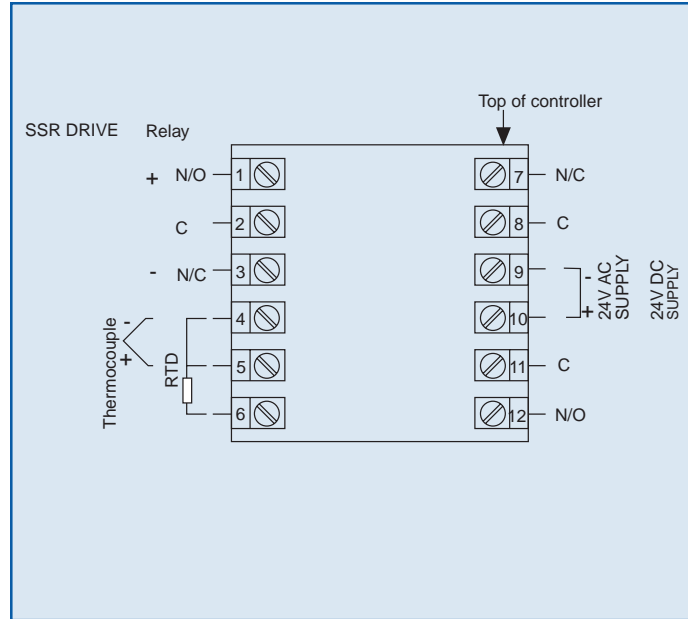 Top of controller
SSR DRIVE Relay
+ N/O 1 7 N/C
C 2 8 C
- N/C 3 9
4 10
5 11 C
6 12 N/O
Thermocouple
- +
RTD
- +
24V AC
SUPPLY
24V DC
SUPPLY